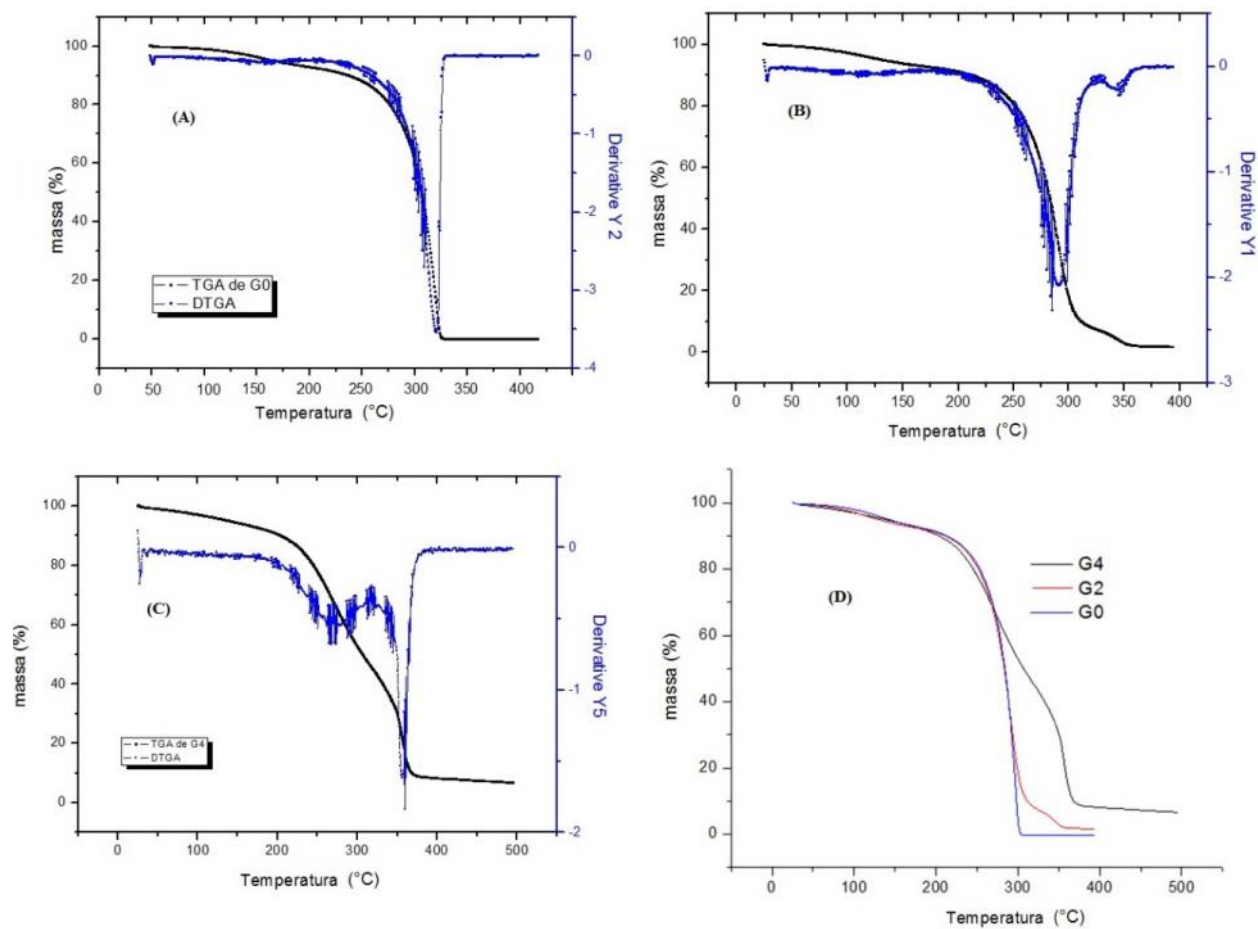 100
80
60
40
20
0
massa (%)
(A)
TGA de G0
DTGA
0
-1
-2
-3
-4
Derivative Y 2
0 50 100 150 200 250 300 350 400
Temperatura (°C)
100
80
60
40
20
0
massa (%)
(B)
0
-1
-2
-3
Derivative Y1
0 50 100 150 200 250 300 350 400
Temperatura (°C)
100
80
60
40
20
0
massa (%)
(C)
TGA de G4
DTGA
0
-1
-2
Derivative Y5
0 100 200 300 400 500
Temperatura (°C)
100
80
60
40
20
0
massa (%)
(D)
G4
G2
G0
0 100 200 300 400 500
Temperatura (°C)